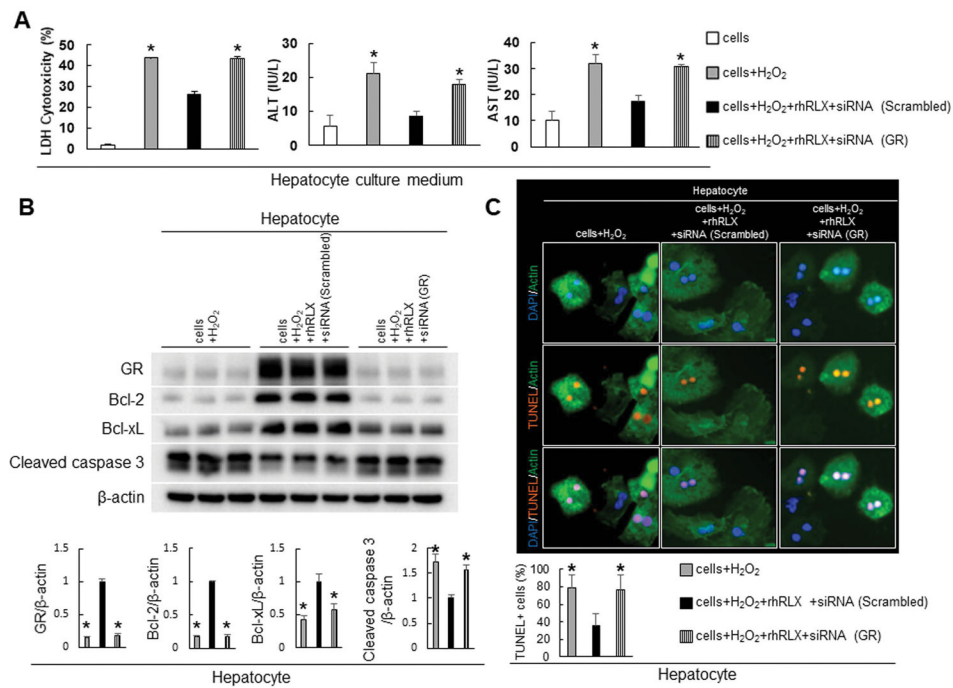 A
LDH Cytotoxicity (%)
50
40
30
20
10
0
*
*
ALT (IU/L)
30
20
10
0
*
*
AST (IU/L)
40
30
20
10
0
*
*
cells
cells+H₂O₂
cells+H₂O₂+rhRLX+siRNA (Scrambled)
cells+H₂O₂+rhRLX+siRNA (GR)
Hepatocyte culture medium
B
Hepatocyte
cells
+H₂O₂
cells
+H₂O₂
+rhRLX
+siRNA (Scrambled)
cells
+H₂O₂
+rhRLX
+siRNA (GR)
GR
Bcl-2
Bcl-xL
Cleaved caspase 3
β-actin
GR/β-actin
1.5
1
0.5
0
*
*
Bcl-2/β-actin
1.5
1
0.5
0
*
*
Bcl-xL/β-actin
1.5
1
0.5
0
*
*
Cleaved caspase 3
/β-actin
2
1.5
1
0.5
0
*
*
Hepatocyte
C
Hepatocyte
cells+H₂O₂
cells+H₂O₂
+rhRLX
+siRNA (Scrambled)
cells+H₂O₂
+rhRLX
+siRNA (GR)
DAPI/Actin
TUNEL/Actin
DAPI/TUNEL/Actin
TUNEL+ cells (%)
100
80
60
40
20
0
*
*
cells+H₂O₂
cells+H₂O₂+rhRLX +siRNA (Scrambled)
cells+H₂O₂+rhRLX+siRNA (GR)
Hepatocyte